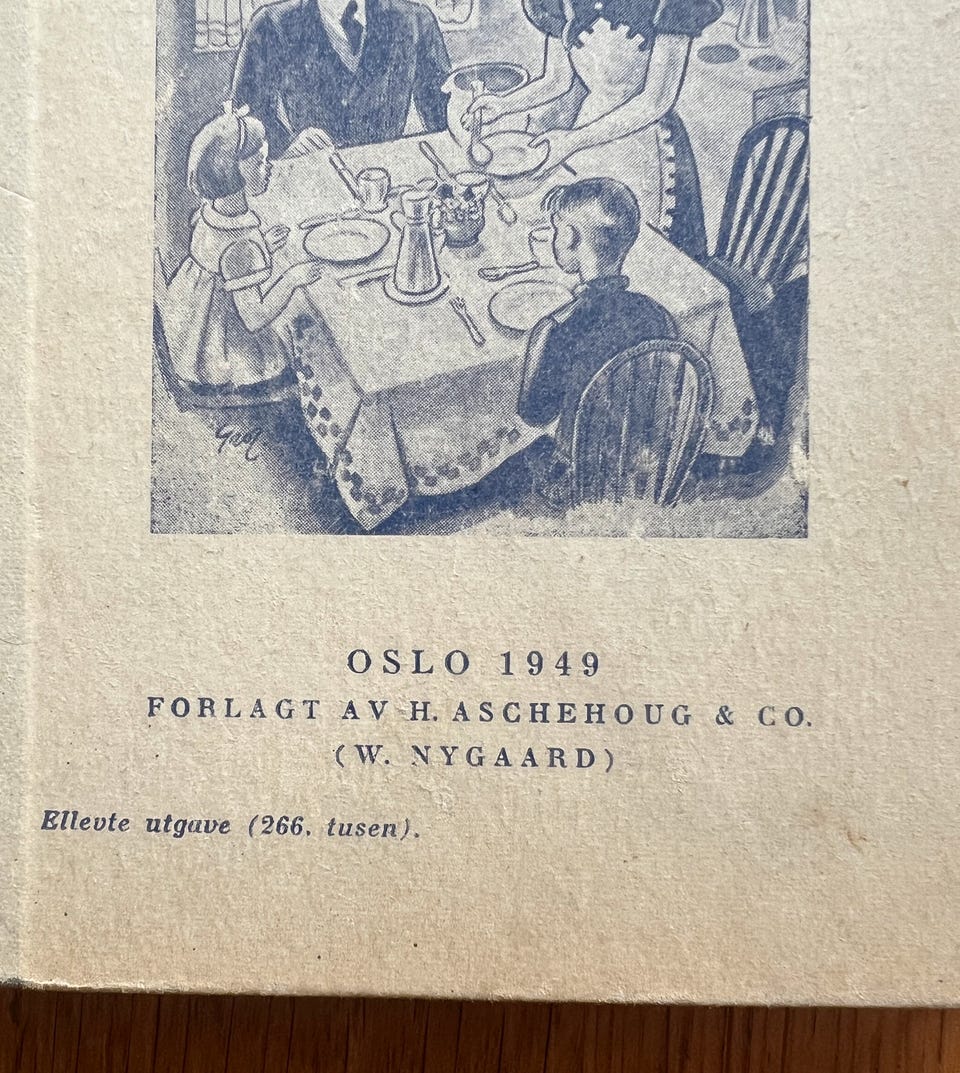 OSLO 1949
FORLAGT AV H. ASCHEHOUG & CO.
(W. NYGAARD)
Ellevte utgave (266. tusen).